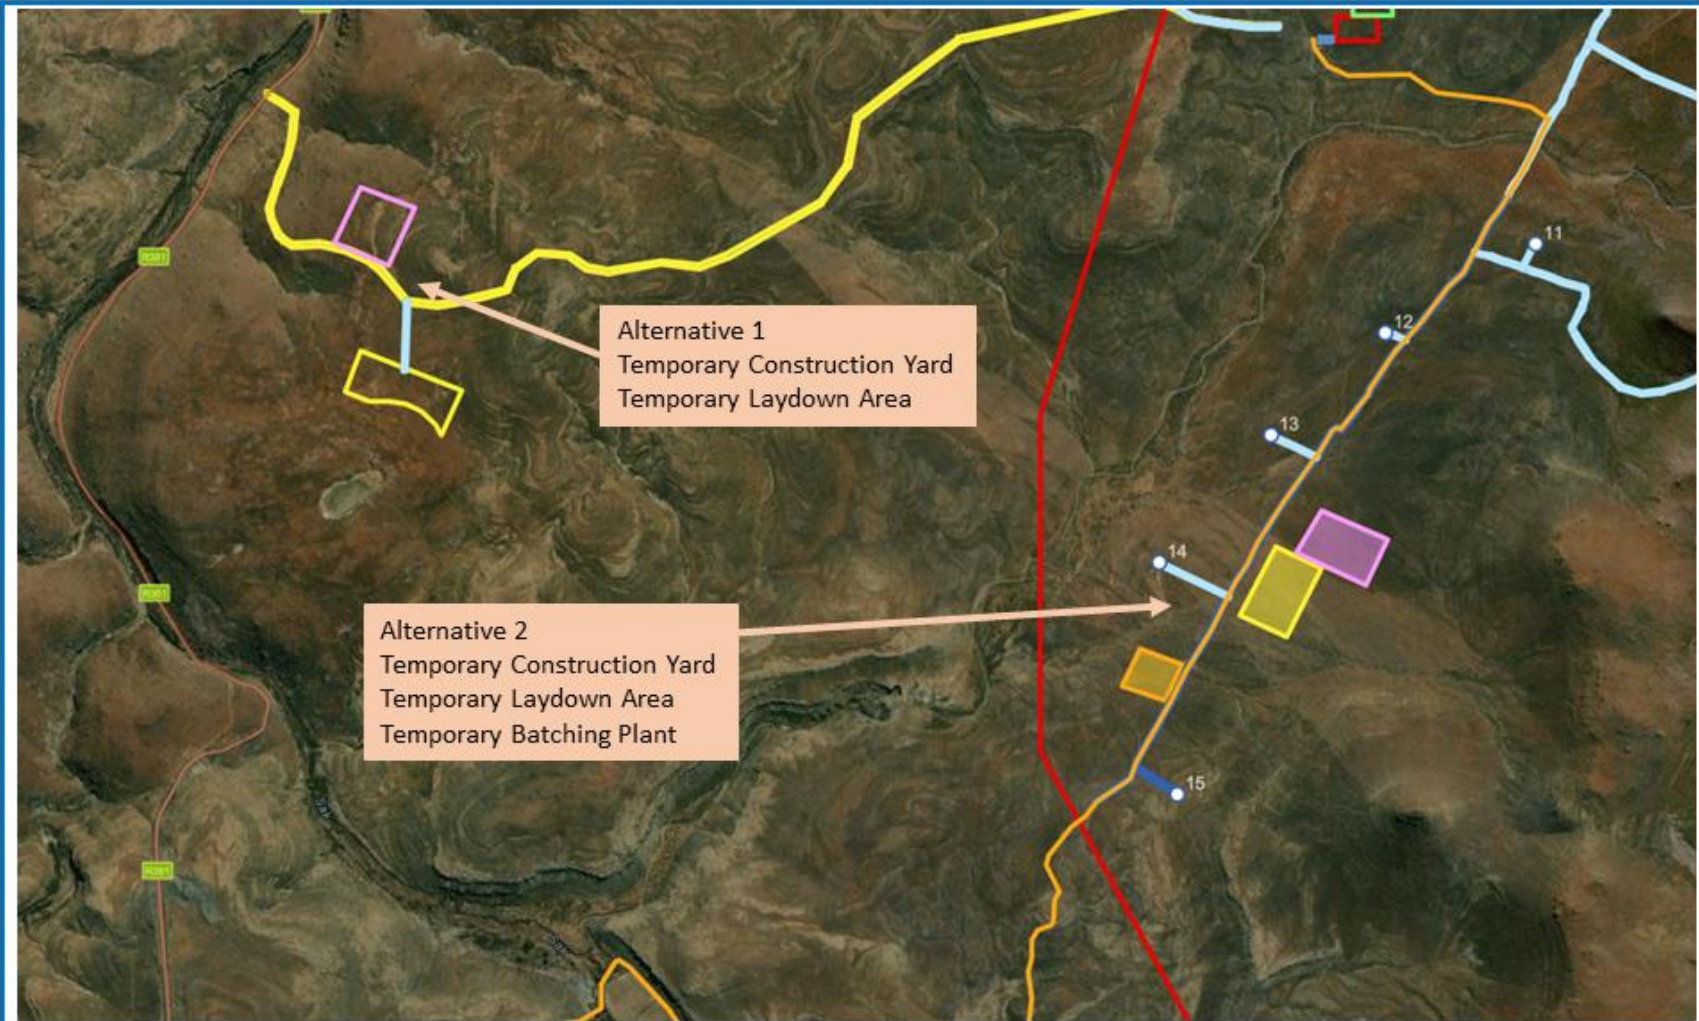 11
12
Alternative 1
Temporary Construction Yard
Temporary Laydown Area
13
14
Alternative 2
Temporary Construction Yard
Temporary Laydown Area
Temporary Batching Plant
15